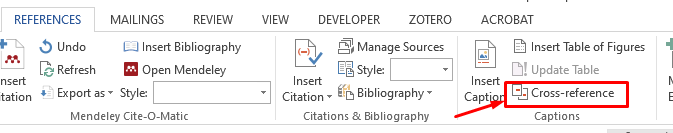 REFERENCES MAILINGS REVIEW VIEW DEVELOPER ZOTERO ACROBAT
Undo Insert Bibliography
Refresh Open Mendeley
Export as Style:
Insert
Citation
Mendeley Cite-O-Matic
Insert
Citation
Manage Sources
Style:
Bibliography
Citations & Bibliography
Insert
Caption
Insert Table of Figures
Update Table
Cross-reference
Captions